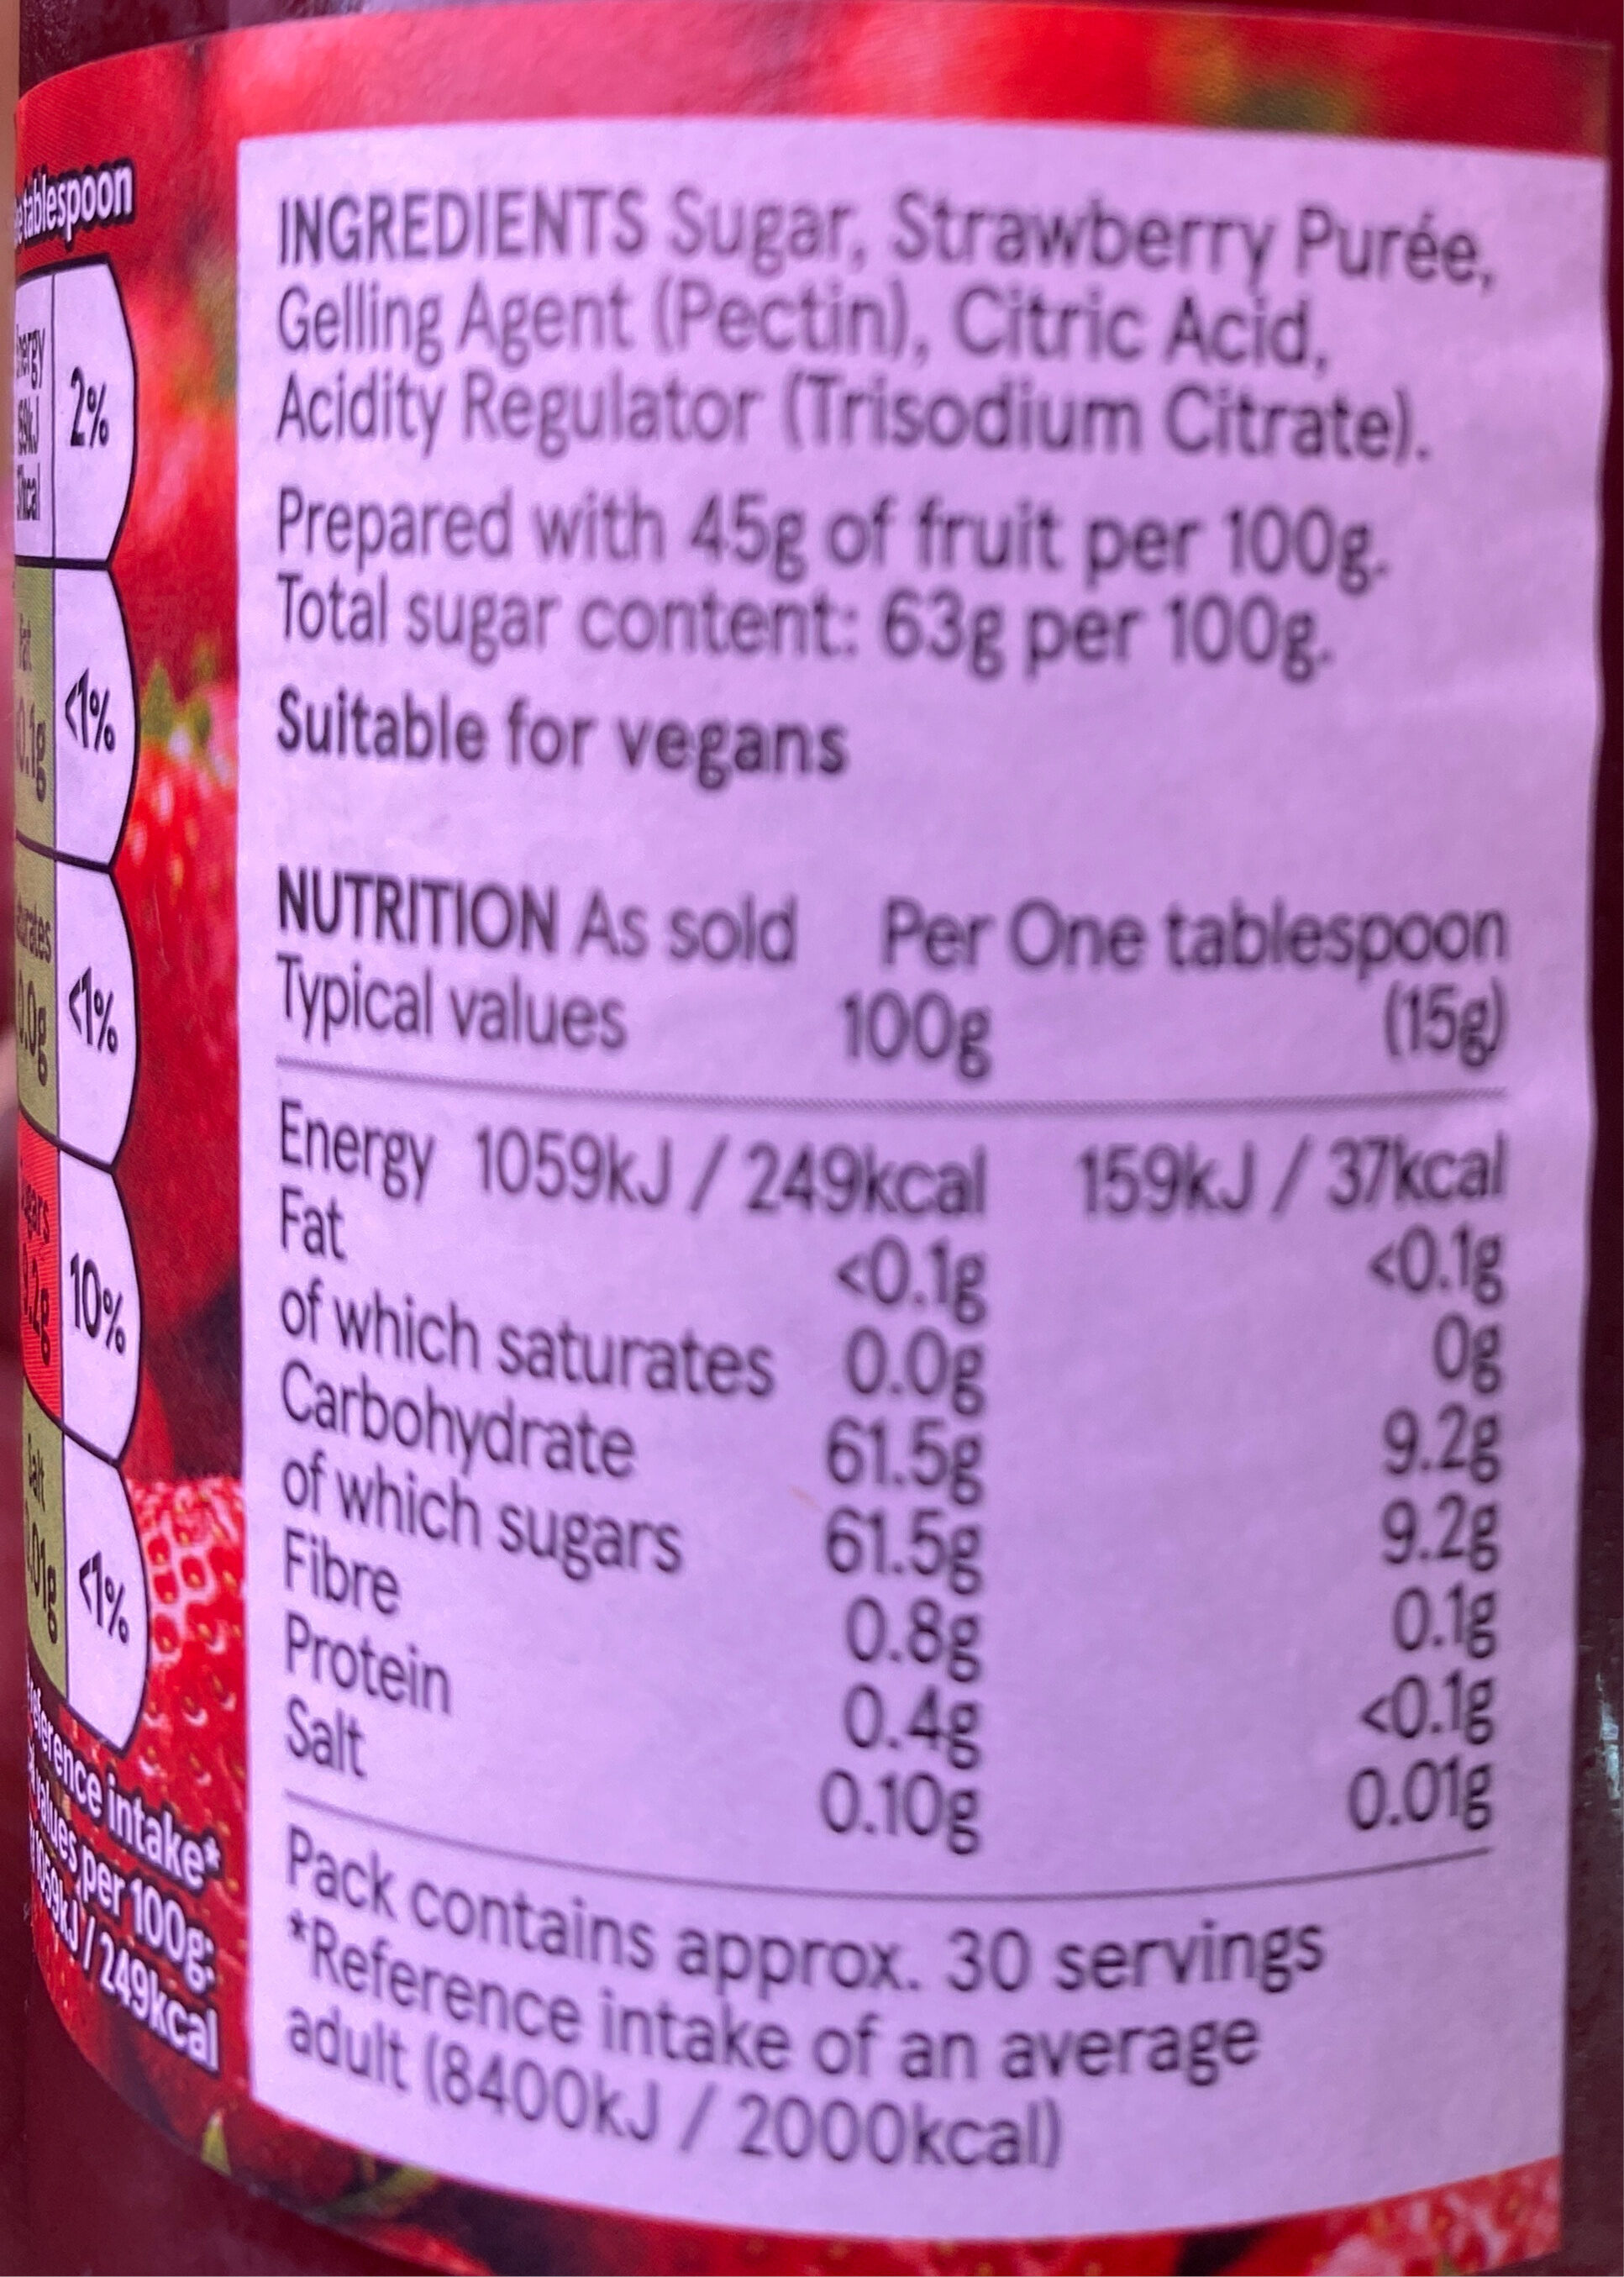 tablespoon
2%
<1%
<1%
10%
<1%
intake*
per 100g:
/ 249kcal
INGREDIENTS Sugar, Strawberry Purée,
Gelling Agent (Pectin), Citric Acid,
Acidity Regulator (Trisodium Citrate).
Prepared with 45g of fruit per 100g.
Total sugar content: 63g per 100g.
Suitable for vegans
NUTRITION As sold Per One tablespoon
Typical values 100g (15g)
Energy 1059kJ / 249kcal 159kJ / 37kcal
Fat <0.1g <0.1g
of which saturates 0.0g 0g
Carbohydrate 61.5g 9.2g
of which sugars 61.5g 9.2g
Fibre 0.8g 0.1g
Protein 0.4g <0.1g
Salt 0.10g 0.01g
Pack contains approx. 30 servings
*Reference intake of an average
adult (8400kJ / 2000kcal)